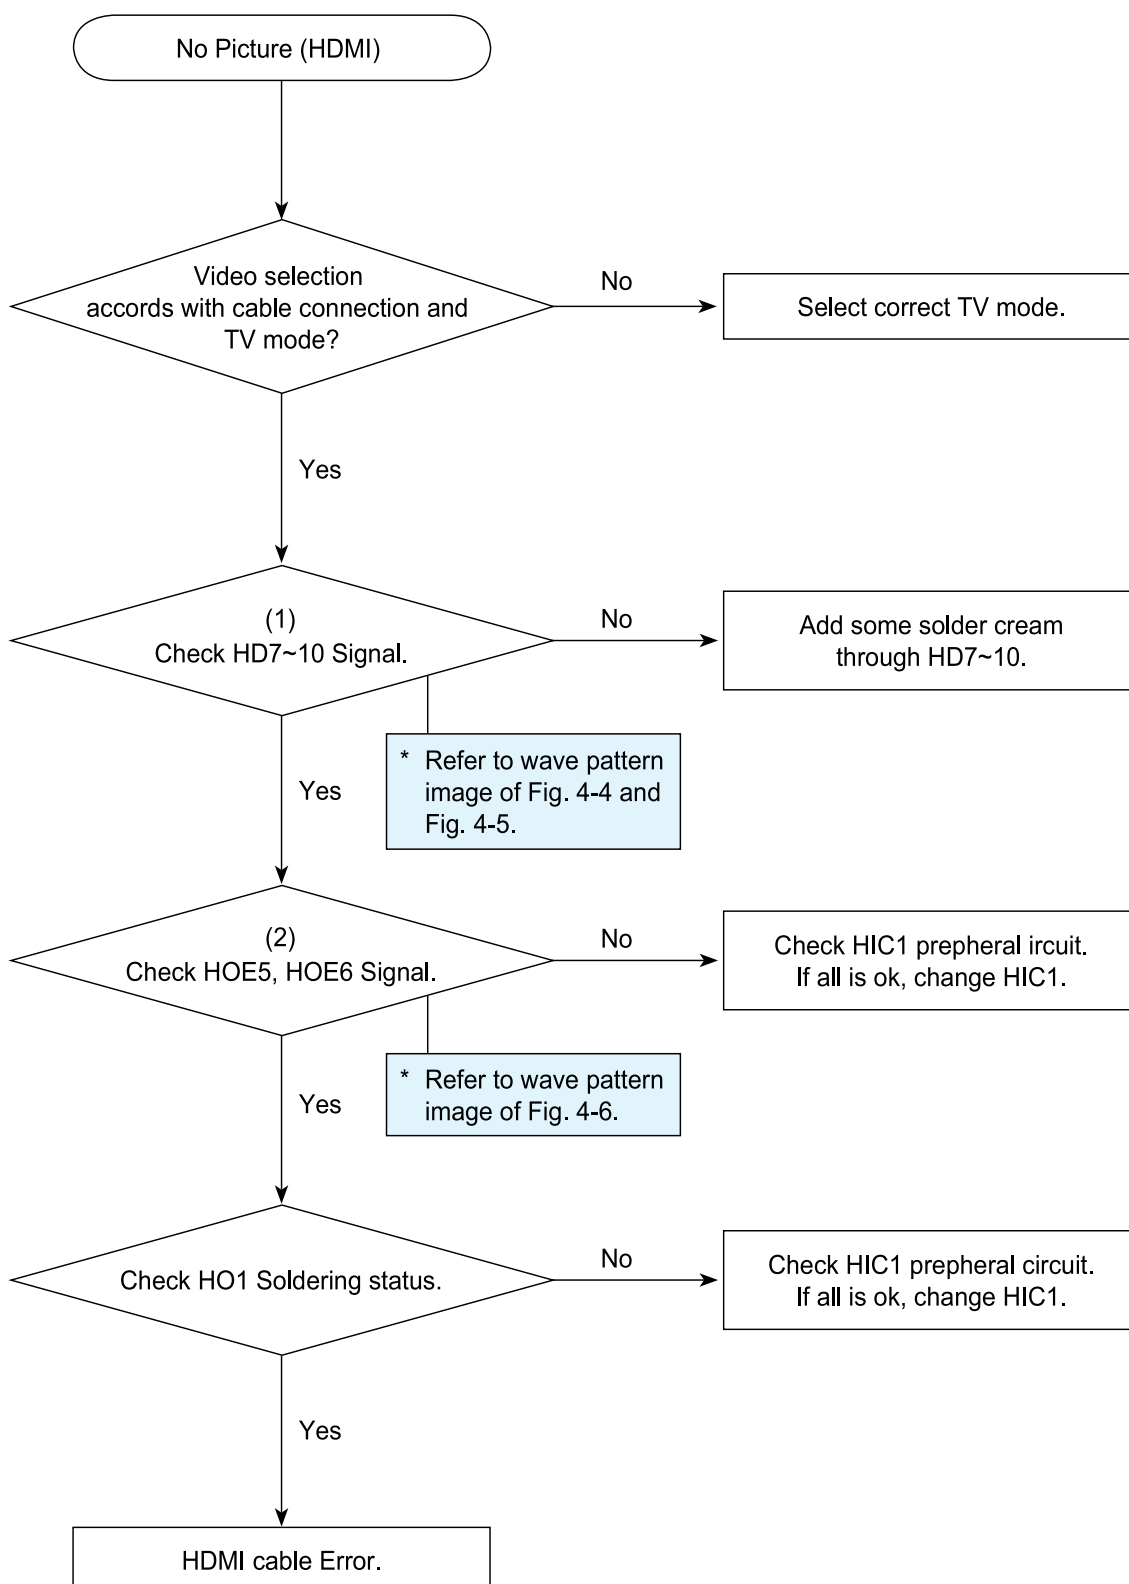 No Picture (HDMI)
Video selection
accords with cable connection and
TV mode?
No
Select correct TV mode.
Yes
(1)
Check HD7~10 Signal.
No
Add some solder cream
through HD7~10.
* Refer to wave pattern
image of Fig. 4-4 and
Fig. 4-5.
Yes
(2)
Check HOE5, HOE6 Signal.
No
Check HIC1 prepheral ircuit.
If all is ok, change HIC1.
* Refer to wave pattern
image of Fig. 4-6.
Yes
Check HO1 Soldering status.
No
Check HIC1 prepheral circuit.
If all is ok, change HIC1.
Yes
HDMI cable Error.